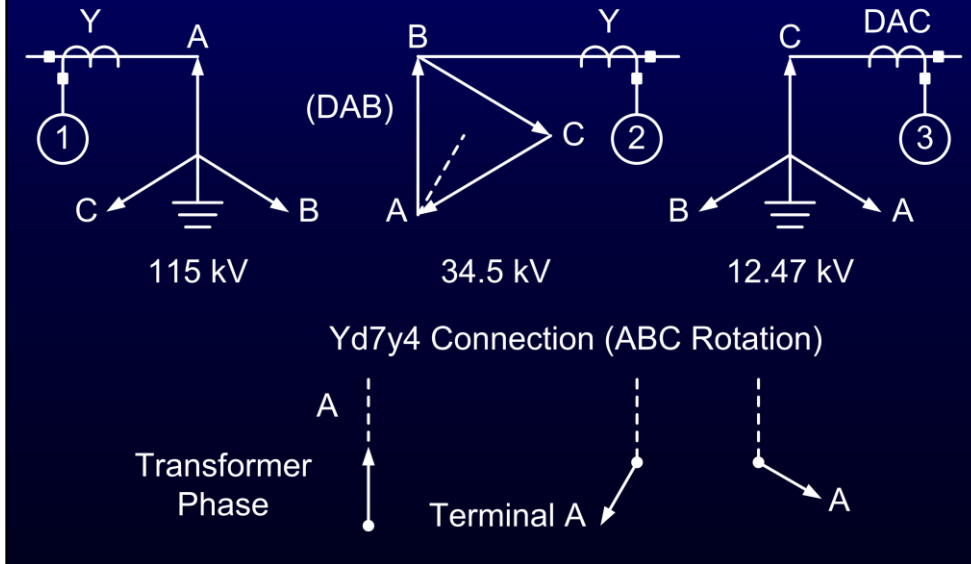 Y
A
B
Y
C
DAC
(DAB)
1
C
2
3
C
B
A
B
A
115 kV
34.5 kV
12.47 kV
Yd7y4 Connection (ABC Rotation)
A
Transformer
Phase
Terminal A
A